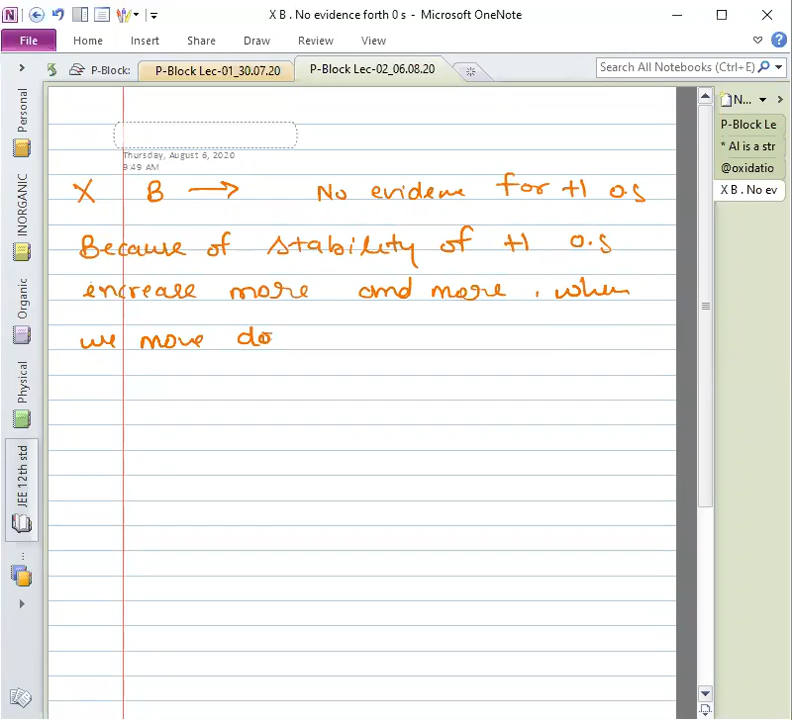 X B . No evidence forth 0 s - Microsoft OneNote
File Home Insert Share Draw Review View
P-Block: P-Block Lec-01_30.07.20 P-Block Lec-02_06.08.20 Search All Notebooks (Ctrl+E)
N...
P-Block Le
* Al is a str
@oxidatio
X B . No ev
Personal
INORGANIC
Organic
Physical
JEE 12th std
Thursday, August 6, 2020
9:49 AM
X B → No evidence for +1 o.s
Because of stability of +1 o.s
increase more and more , when
we move do